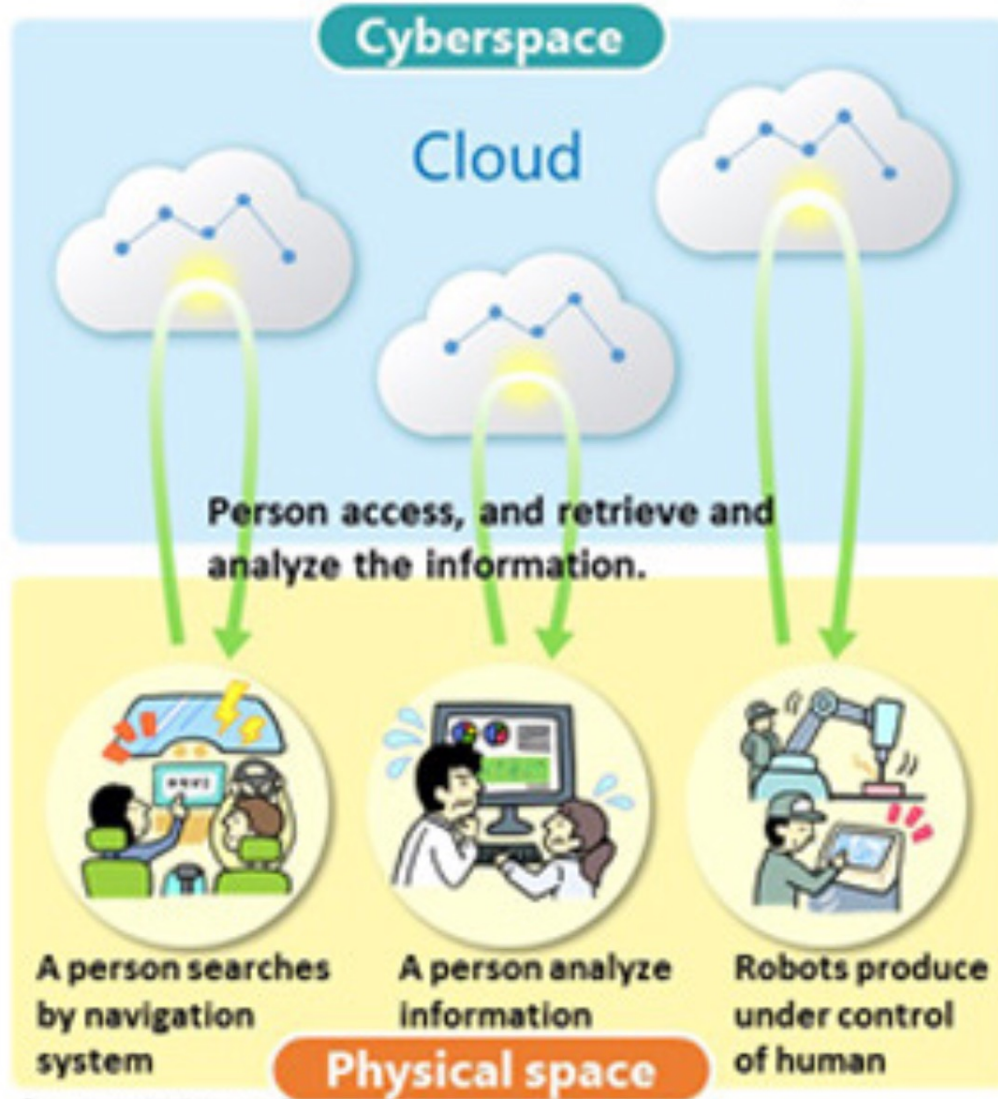 Cyberspace
Cloud
Person access, and retrieve and
analyze the information.
A person searches
by navigation
system
A person analyze
information
Robots produce
under control
of human
Physical space